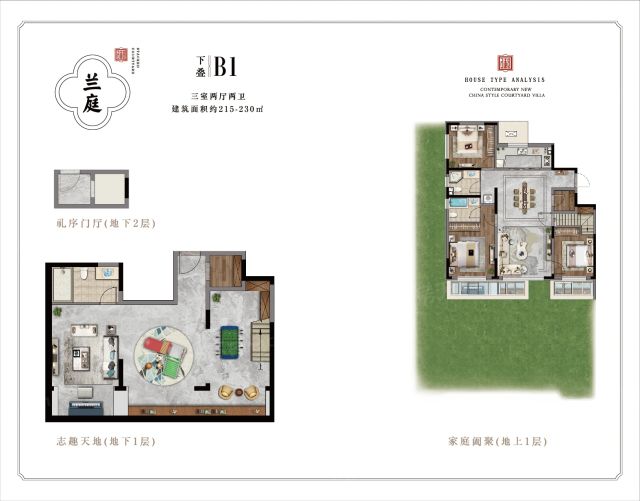 兰庭
下叠 B1
三室两厅两卫
建筑面积约215-230㎡
HOUSE TYPE ANALYSIS
CONTEMPORARY NEW
CHINA STYLE COURTYARD VILLA
礼序门厅(地下2层)
志趣天地(地下1层)
家庭阖聚(地上1层)